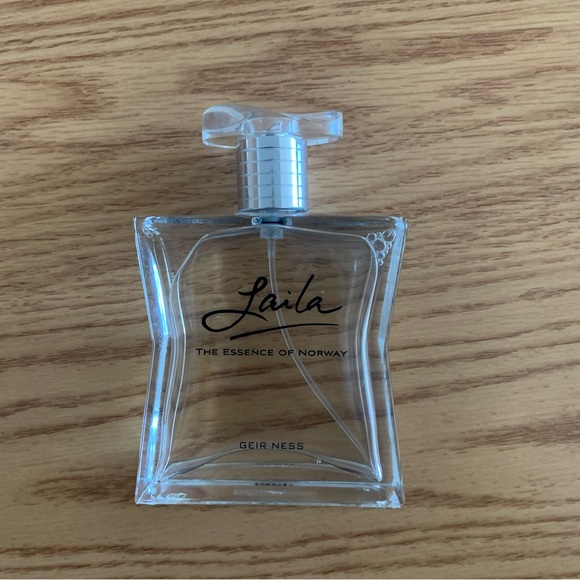 Laila
THE ESSENCE OF NORWAY
GEIR NESS